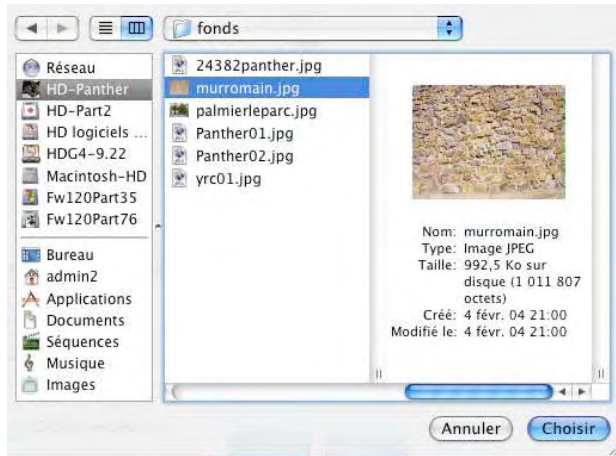 fonds
Réseau
HD-Panther
HD-Part2
HD logiciels ...
HDG4-9.22
Macintosh-HD
Fw120Part35
Fw120Part76
Bureau
admin2
Applications
Documents
Séquences
Musique
Images
24382panther.jpg
murromain.jpg
palmierleparc.jpg
Panther01.jpg
Panther02.jpg
yrc01.jpg
Nom: murromain.jpg
Type: Image JPEG
Taille: 992,5 Ko sur
disque (1 011 807
octets)
Créé: 4 févr. 04 21:00
Modifié le: 4 févr. 04 21:00
Annuler
Choisir